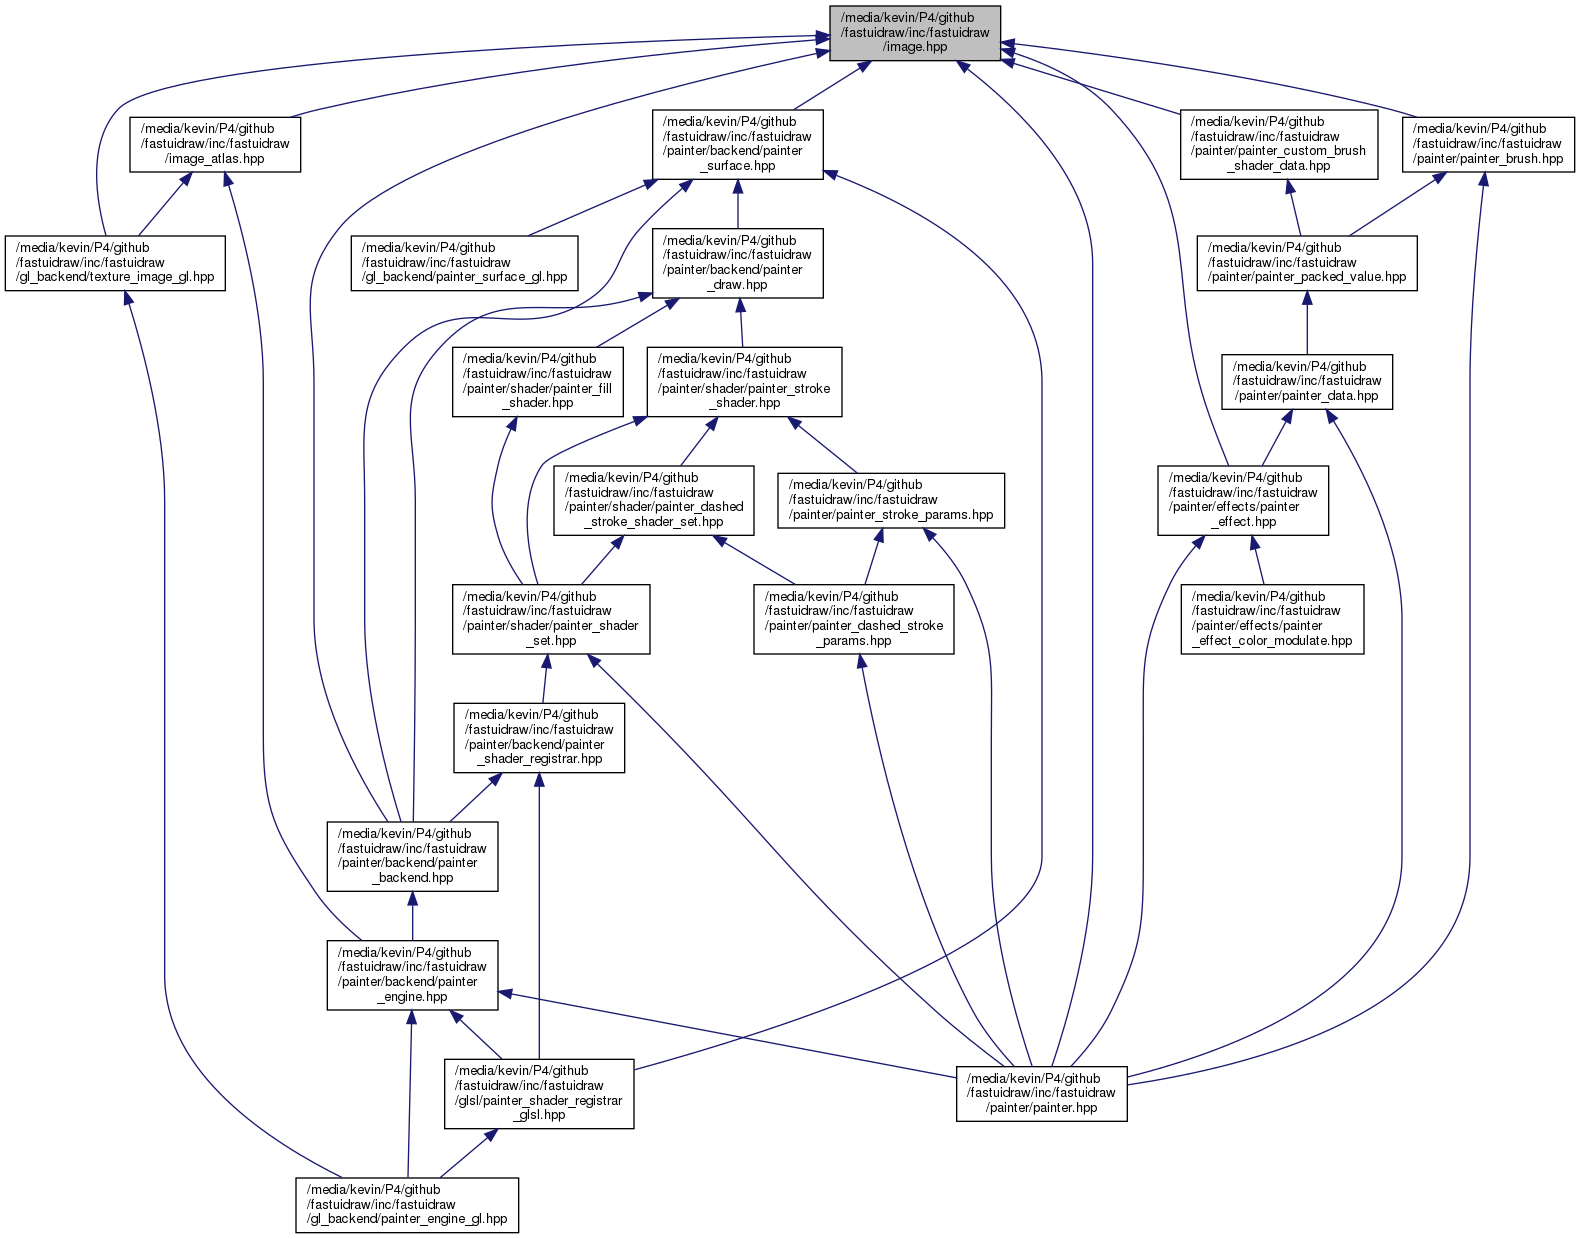 /media/kevin/P4/github
/fastuidraw/inc/fastuidraw
/image.hpp
/media/kevin/P4/github
/fastuidraw/inc/fastuidraw
/image_atlas.hpp
/media/kevin/P4/github
/fastuidraw/inc/fastuidraw
/painter/backend/painter
_surface.hpp
/media/kevin/P4/github
/fastuidraw/inc/fastuidraw
/painter/painter_custom_brush
_shader_data.hpp
/media/kevin/P4/github
/fastuidraw/inc/fastuidraw
/painter/painter_brush.hpp
/media/kevin/P4/github
/fastuidraw/inc/fastuidraw
/gl_backend/texture_image_gl.hpp
/media/kevin/P4/github
/fastuidraw/inc/fastuidraw
/gl_backend/painter_surface_gl.hpp
/media/kevin/P4/github
/fastuidraw/inc/fastuidraw
/painter/backend/painter
_draw.hpp
/media/kevin/P4/github
/fastuidraw/inc/fastuidraw
/painter/painter_packed_value.hpp
/media/kevin/P4/github
/fastuidraw/inc/fastuidraw
/painter/shader/painter_fill
_shader.hpp
/media/kevin/P4/github
/fastuidraw/inc/fastuidraw
/painter/shader/painter_stroke
_shader.hpp
/media/kevin/P4/github
/fastuidraw/inc/fastuidraw
/painter/painter_data.hpp
/media/kevin/P4/github
/fastuidraw/inc/fastuidraw
/painter/shader/painter_dashed
_stroke_shader_set.hpp
/media/kevin/P4/github
/fastuidraw/inc/fastuidraw
/painter/painter_stroke_params.hpp
/media/kevin/P4/github
/fastuidraw/inc/fastuidraw
/painter/effects/painter
_effect.hpp
/media/kevin/P4/github
/fastuidraw/inc/fastuidraw
/painter/shader/painter_shader
_set.hpp
/media/kevin/P4/github
/fastuidraw/inc/fastuidraw
/painter/painter_dashed_stroke
_params.hpp
/media/kevin/P4/github
/fastuidraw/inc/fastuidraw
/painter/effects/painter
_effect_color_modulate.hpp
/media/kevin/P4/github
/fastuidraw/inc/fastuidraw
/painter/backend/painter
_shader_registrar.hpp
/media/kevin/P4/github
/fastuidraw/inc/fastuidraw
/painter/backend/painter
_backend.hpp
/media/kevin/P4/github
/fastuidraw/inc/fastuidraw
/painter/backend/painter
_engine.hpp
/media/kevin/P4/github
/fastuidraw/inc/fastuidraw
/glsl/painter_shader_registrar
_glsl.hpp
/media/kevin/P4/github
/fastuidraw/inc/fastuidraw
/painter/painter.hpp
/media/kevin/P4/github
/fastuidraw/inc/fastuidraw
/gl_backend/painter_engine_gl.hpp